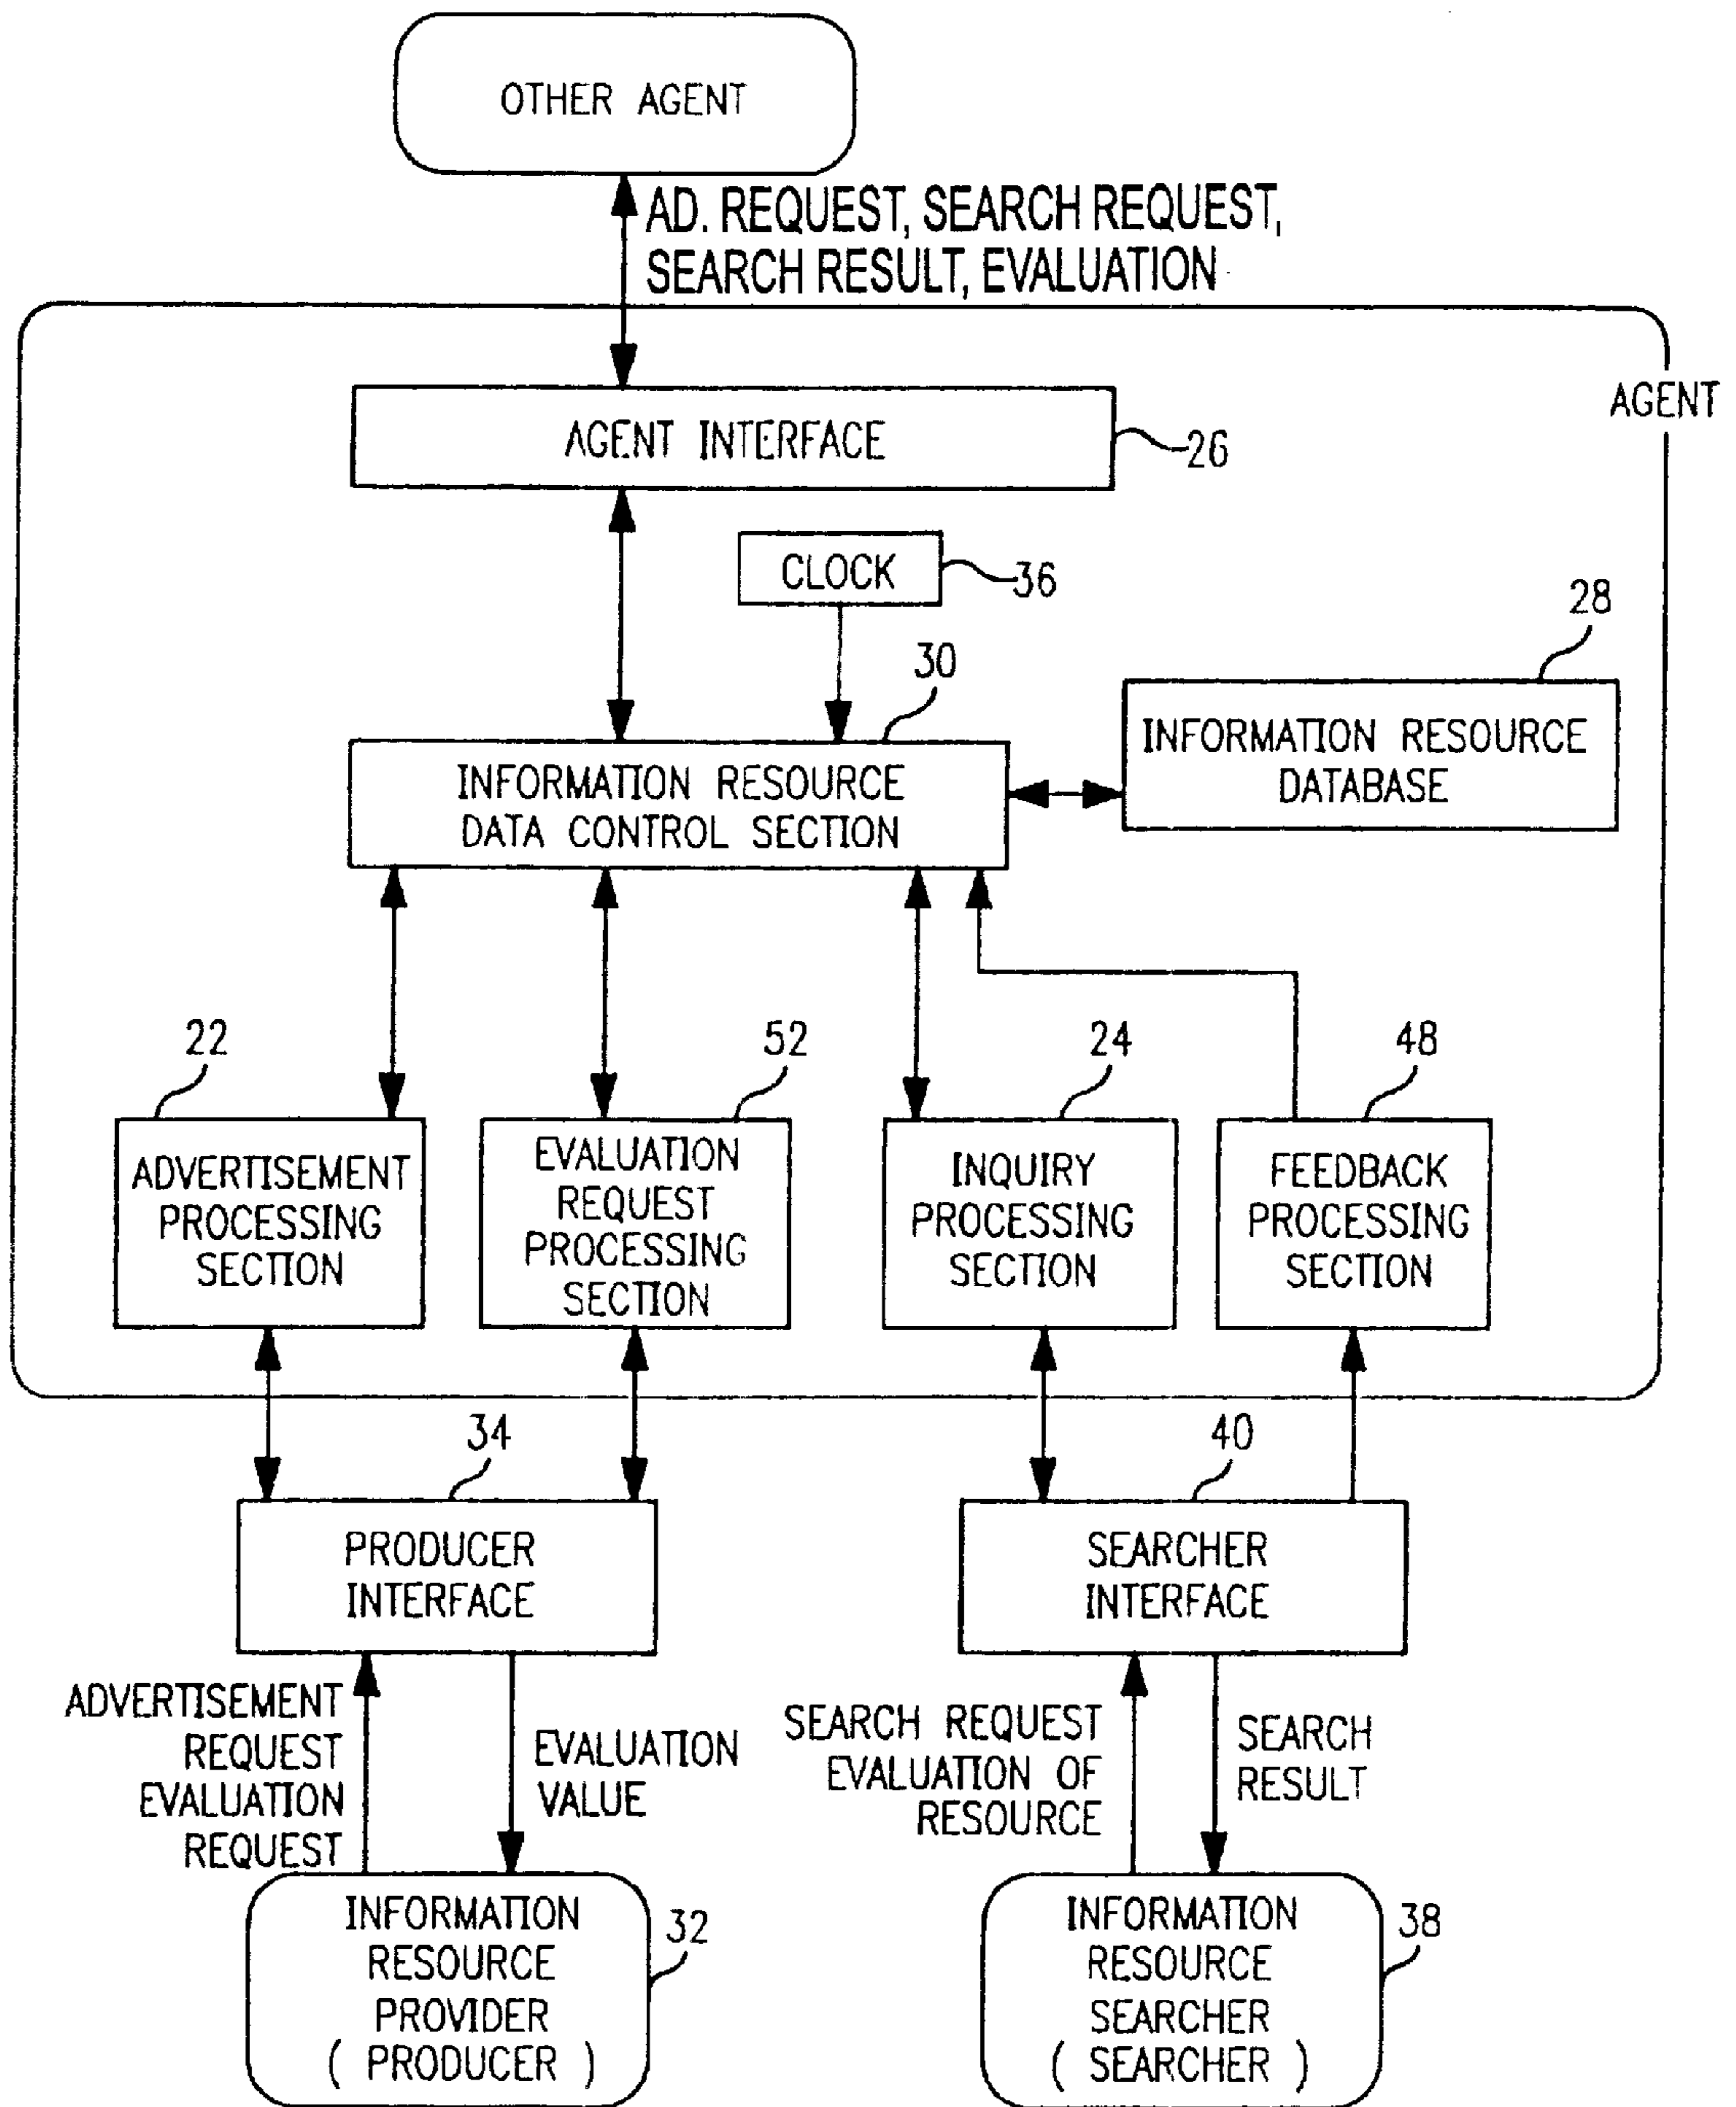 OTHER AGENT
AD. REQUEST, SEARCH REQUEST,
SEARCH RESULT, EVALUATION
AGENT
AGENT INTERFACE
26
CLOCK
36
28
30
INFORMATION RESOURCE
DATABASE
INFORMATION RESOURCE
DATA CONTROL SECTION
22
52
24
48
ADVERTISEMENT
PROCESSING
SECTION
EVALUATION
REQUEST
PROCESSING
SECTION
INQUIRY
PROCESSING
SECTION
FEEDBACK
PROCESSING
SECTION
34
40
PRODUCER
INTERFACE
SEARCHER
INTERFACE
ADVERTISEMENT
REQUEST
EVALUATION
REQUEST
EVALUATION
VALUE
SEARCH REQUEST
EVALUATION OF
RESOURCE
SEARCH
RESULT
INFORMATION
RESOURCE
PROVIDER
( PRODUCER )
32
INFORMATION
RESOURCE
SEARCHER
( SEARCHER )
38